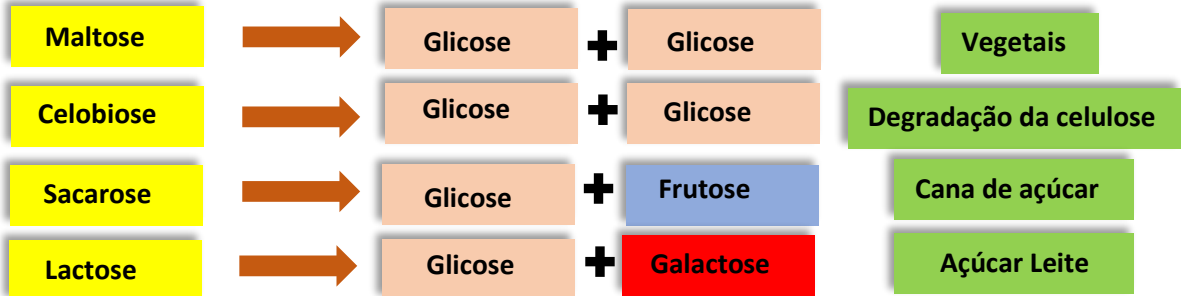 Maltose Glicose + Glicose Vegetais
Celobiose Glicose + Glicose Degradação da celulose
Sacarose Glicose + Frutose Cana de açúcar
Lactose Glicose + Galactose Açúcar Leite